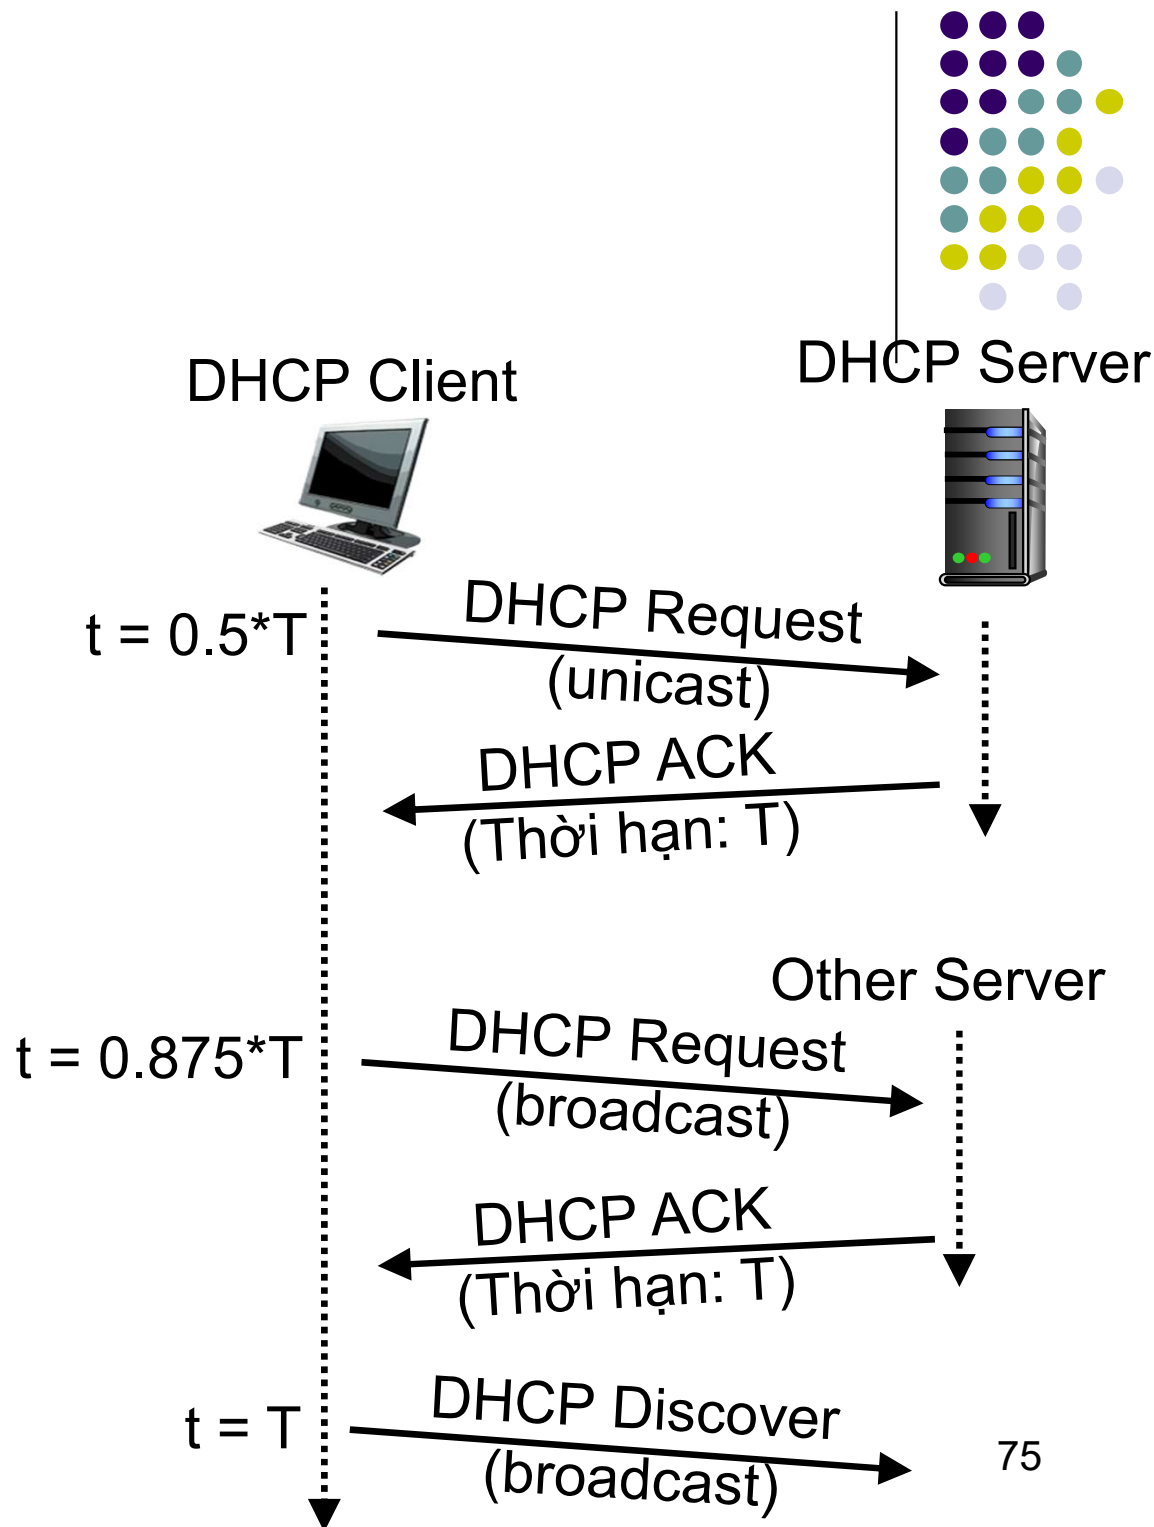 DHCP Client
DHCP Server
t = 0.5*T
DHCP Request
(unicast)
DHCP ACK
(Thời hạn: T)
Other Server
t = 0.875*T
DHCP Request
(broadcast)
DHCP ACK
(Thời hạn: T)
t = T
DHCP Discover
(broadcast)
75